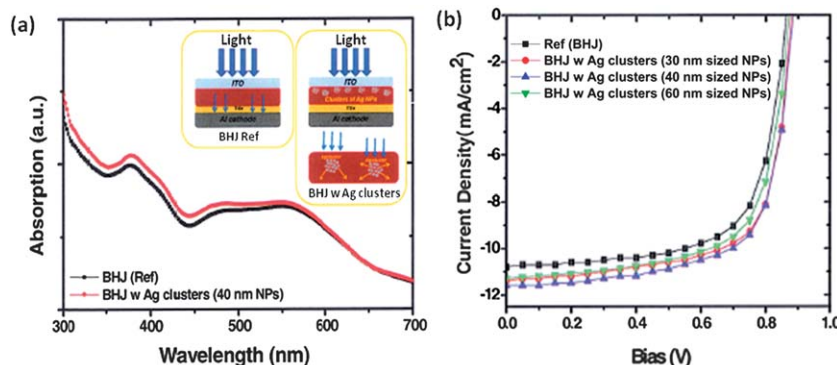 (a)
Absorption (a.u.)
Light
ITO
Al cathode
BHJ Ref
Light
ITO
Clusters of Ag NPs
Al cathode
BHJ w Ag clusters
BHJ (Ref)
BHJ w Ag clusters (40 nm NPs)
300 400 500 600 700
Wavelength (nm)
(b)
Current Density(mA/cm²)
0
-2
-4
-6
-8
-10
-12
Ref (BHJ)
BHJ w Ag clusters (30 nm sized NPs)
BHJ w Ag clusters (40 nm sized NPs)
BHJ w Ag clusters (60 nm sized NPs)
0.0 0.2 0.4 0.6 0.8 1.0
Bias (V)